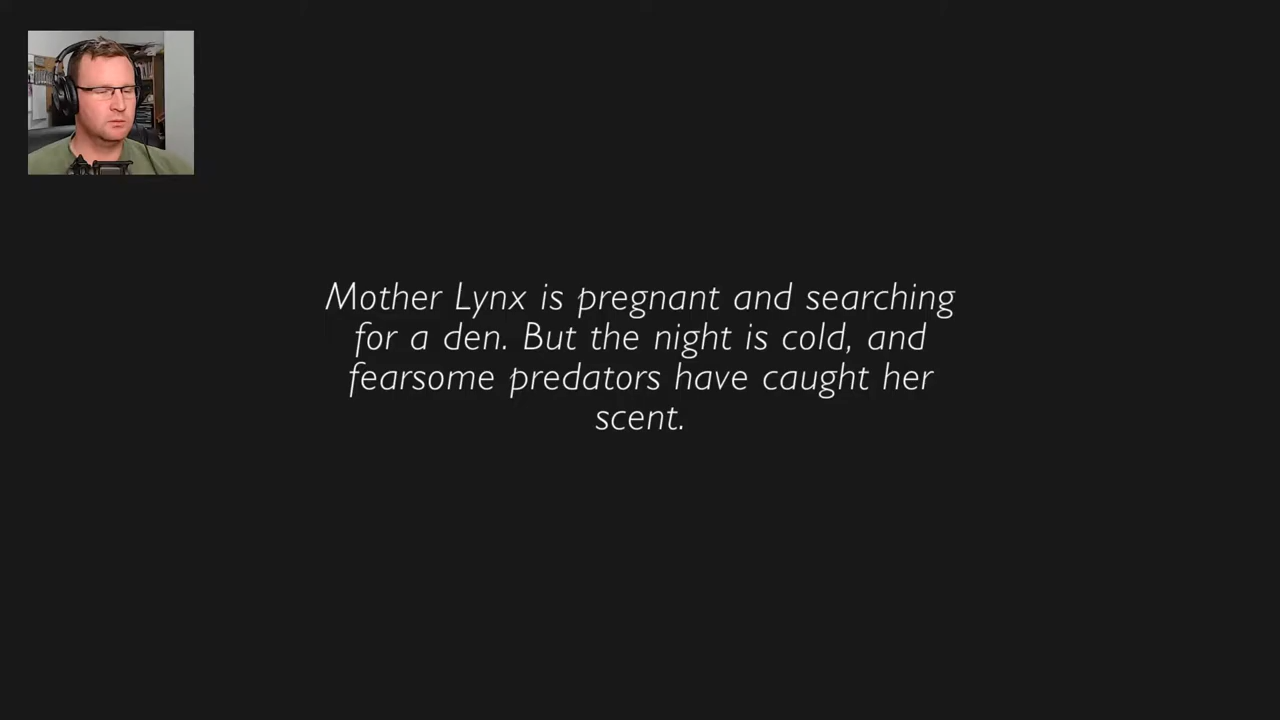 Mother Lynx is pregnant and searching
for a den. But the night is cold, and
fearsome predators have caught her
scent.